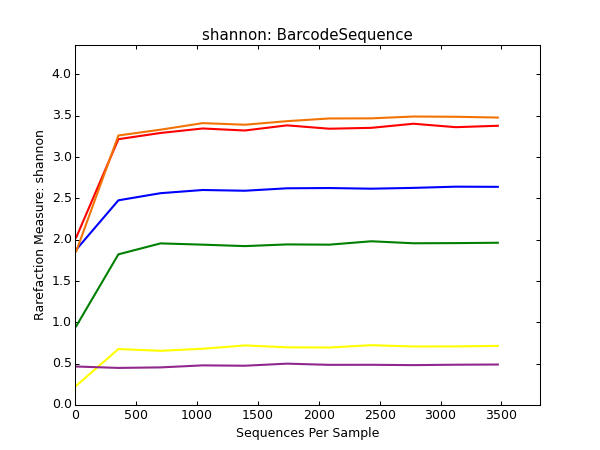 shannon: BarcodeSequence
Rarefaction Measure: shannon
4.0
3.5
3.0
2.5
2.0
1.5
1.0
0.5
0.0
0 500 1000 1500 2000 2500 3000 3500
Sequences Per Sample